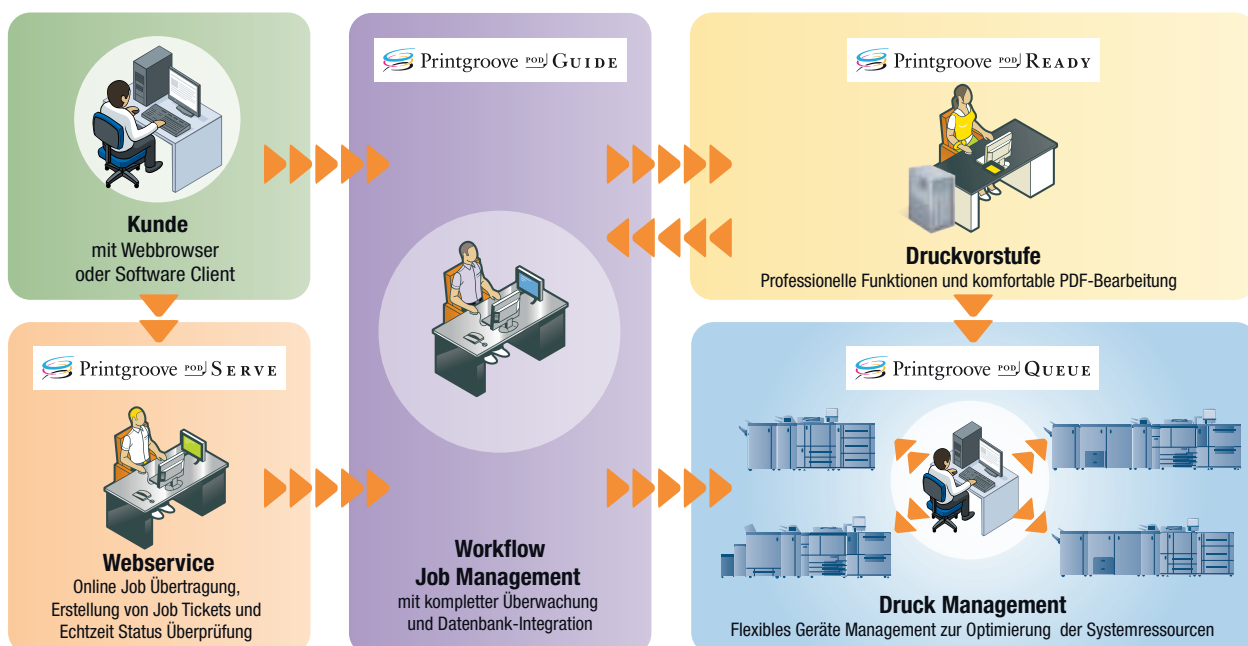 Kunde
mit Webbrowser
oder Software Client
Printgroove POD SERVE
Webservice
Online Job Übertragung,
Erstellung von Job Tickets und
Echtzeit Status Überprüfung
Printgroove POD GUIDE
Workflow
Job Management
mit kompletter Überwachung
und Datenbank-Integration
Printgroove POD READY
Druckvorstufe
Professionelle Funktionen und komfortable PDF-Bearbeitung
Printgroove POD QUEUE
Druck Management
Flexibles Geräte Management zur Optimierung der Systemressourcen